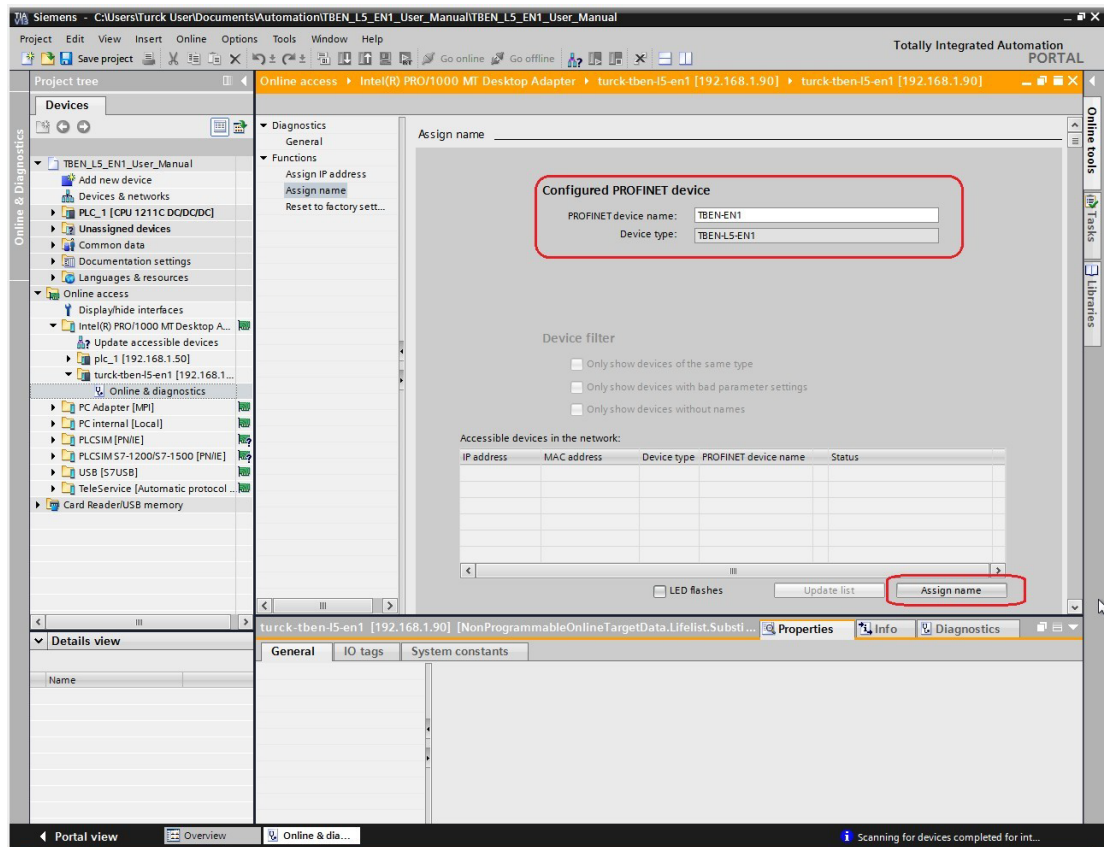 Siemens - C:\Users\Turck User\Documents\Automation\TBEN_L5_EN1_User_Manual\TBEN_L5_EN1_User_Manual
Project Edit View Insert Online Options Tools Window Help
Totally Integrated Automation
PORTAL
Save project
Go online
Go offline
Project tree
Online access ▸ Intel(R) PRO/1000 MT Desktop Adapter ▸ turck-tben-l5-en1 [192.168.1.90] ▸ turck-tben-l5-en1 [192.168.1.90]
Devices
Online & Diagnostics
TBEN_L5_EN1_User_Manual
Add new device
Devices & networks
PLC_1 [CPU 1211C DC/DC/DC]
Unassigned devices
Common data
Documentation settings
Languages & resources
Online access
Display/hide interfaces
Intel(R) PRO/1000 MT Desktop A...
Update accessible devices
plc_1 [192.168.1.50]
turck-tben-l5-en1 [192.168.1...
Online & diagnostics
PC Adapter [MPI]
PC internal [Local]
PLCSIM [PN/IE]
PLCSIM S7-1200/S7-1500 [PN/IE]
USB [S7USB]
TeleService [Automatic protocol ...
Card Reader/USB memory
Diagnostics
General
Functions
Assign IP address
Assign name
Reset to factory sett...
Assign name
Configured PROFINET device
PROFINET device name: TBEN-EN1
Device type: TBEN-L5-EN1
Device filter
Only show devices of the same type
Only show devices with bad parameter settings
Only show devices without names
Accessible devices in the network:
IP address MAC address Device type PROFINET device name Status
LED flashes
Update list
Assign name
Online tools
Tasks
Libraries
Details view
Name
turck-tben-l5-en1 [192.168.1.90] [NonProgrammableOnlineTargetData.Lifelist.Substi...
Properties
Info
Diagnostics
General
IO tags
System constants
Portal view
Overview
Online & dia...
Scanning for devices completed for int...